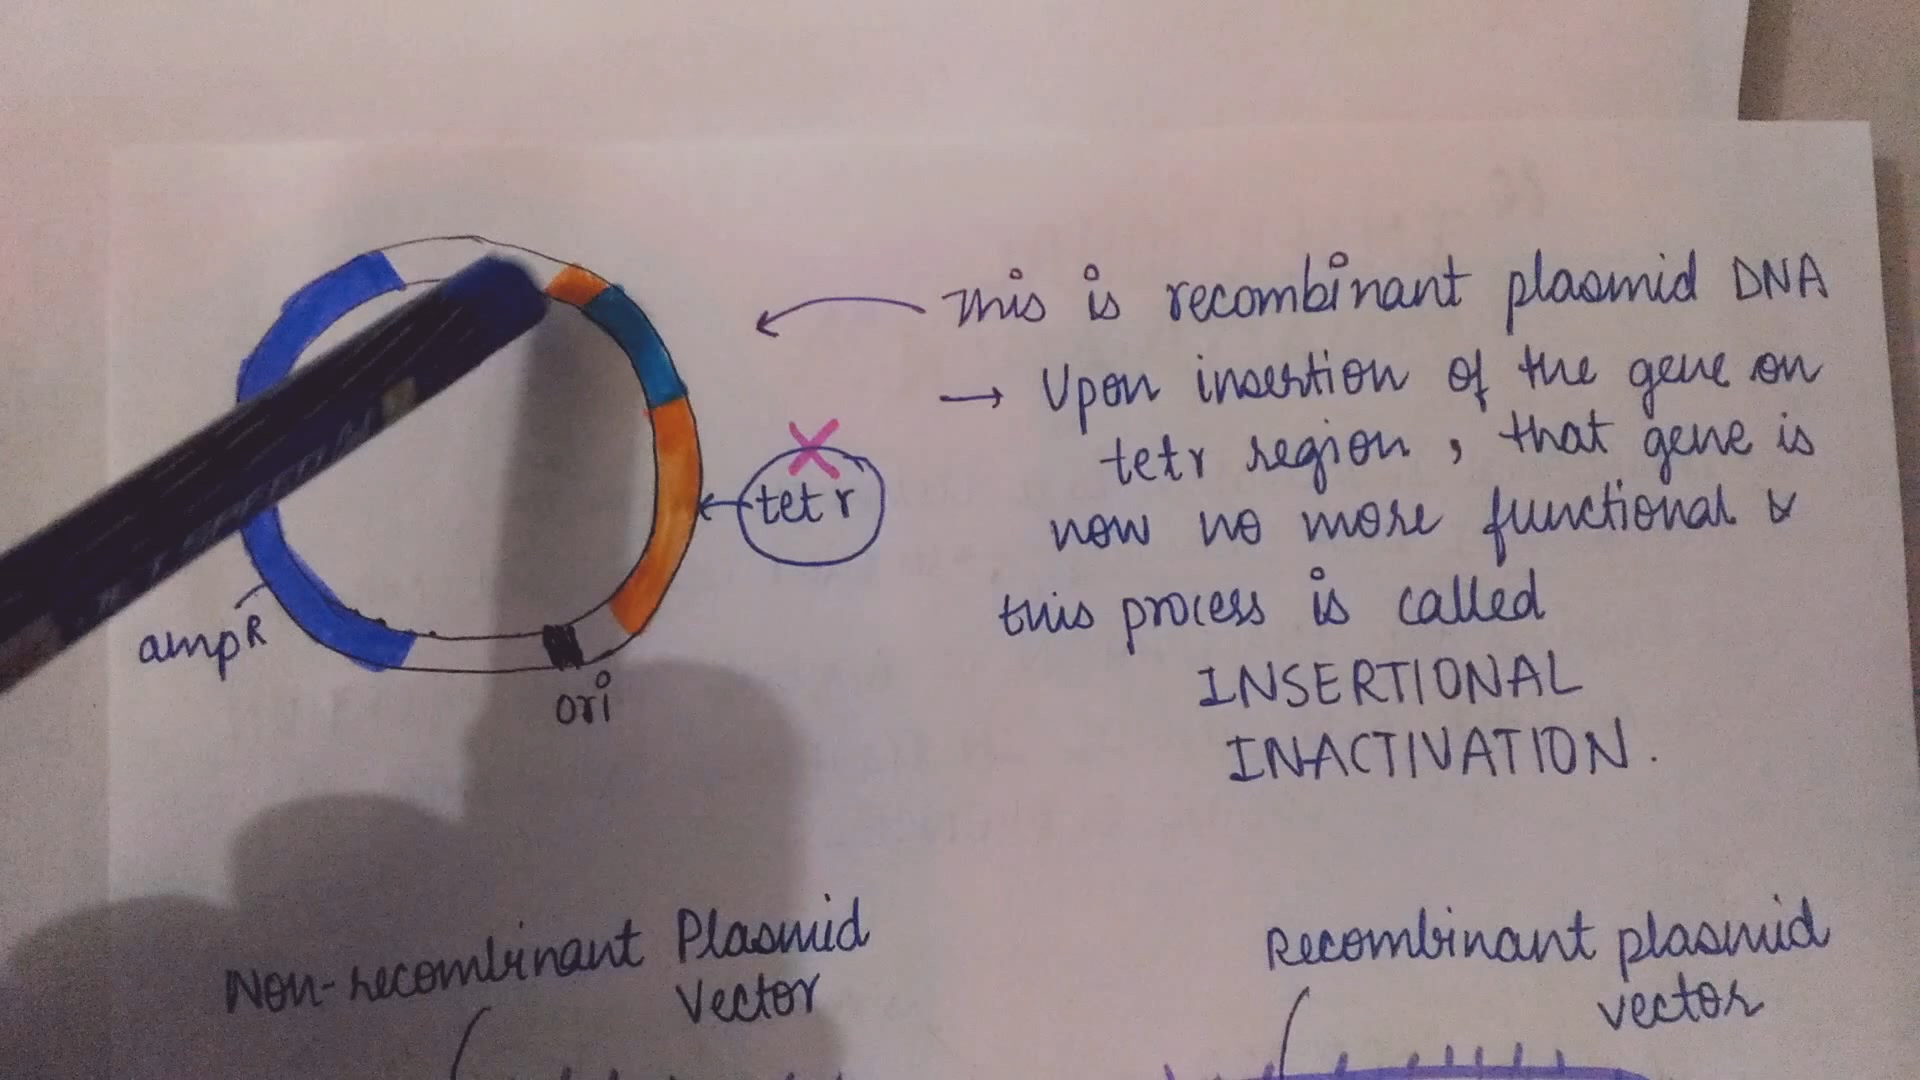 This is recombinant plasmid DNA
→ Upon insertion of the gene on
tetr region, that gene is
now no more functional &
this process is called
INSERTIONAL
INACTIVATION.
X
tetr
ampR
ori
Non-recombinant Plasmid
Vector
Recombinant plasmid
vector